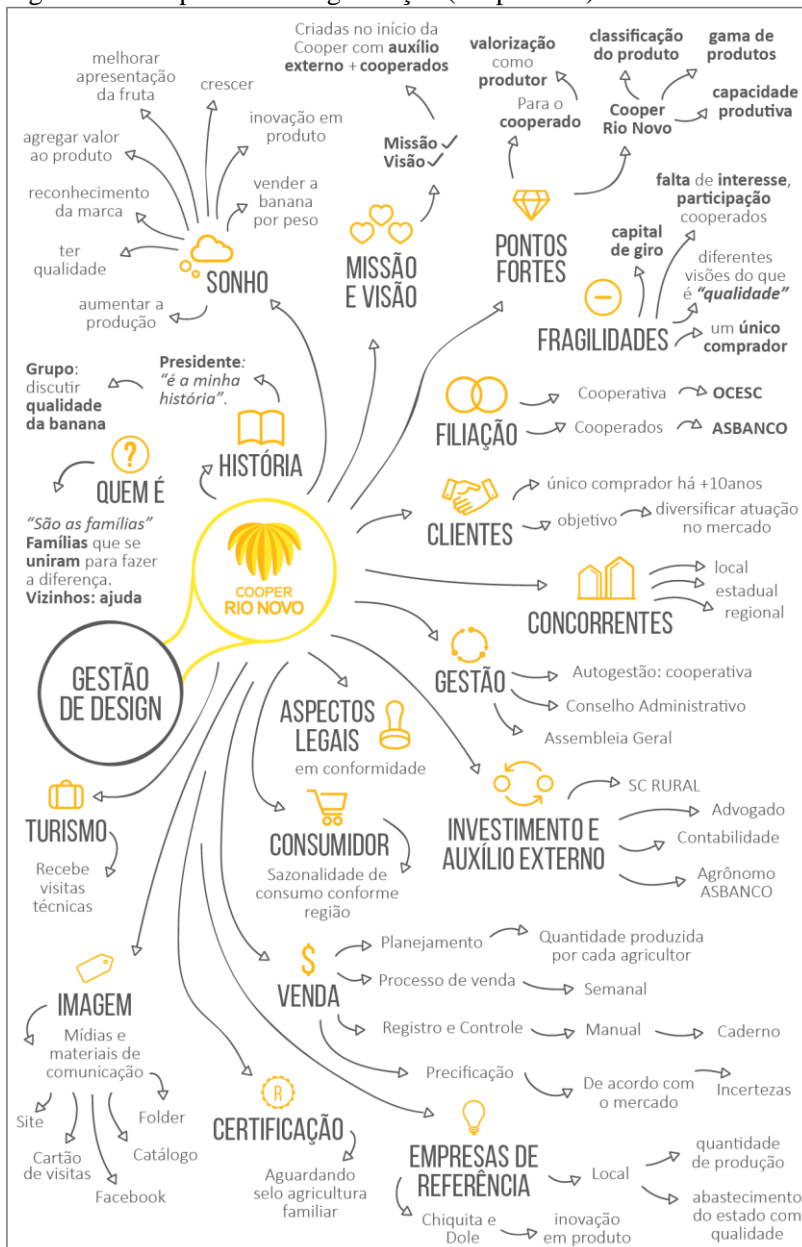 melhorar
apresentação
da fruta
crescer
agregar valor
ao produto
inovação em
produto
reconhecimento
da marca
vender a
banana
por peso
ter
qualidade
SONHO
aumentar a
produção
Criadas no início da
Cooper com auxílio
externo + cooperados
Missão ✓
Visão ✓
MISSÃO
E VISÃO
valorização
como
produtor
Para o
cooperado
classificação
do produto
gama de
produtos
Cooper
Rio Novo
capacidade
produtiva
PONTOS
FORTES
capital
de giro
falta de interesse,
participação
cooperados
diferentes
visões do que
é "qualidade"
um único
comprador
FRAGILIDADES
Grupo:
discutir
qualidade
da banana
Presidente:
"é a minha
história".
HISTÓRIA
?
QUEM É
"São as famílias"
Famílias que se
uniram para fazer
a diferença.
Vizinhos: ajuda
FILIAÇÃO
Cooperativa
OCESC
Cooperados
ASBANCO
CLIENTES
único comprador há +10anos
objetivo
diversificar atuação
no mercado
COOPER
RIO NOVO
GESTÃO
DE DESIGN
CONCORRENTES
local
estadual
regional
GESTÃO
Autogestão: cooperativa
Conselho Administrativo
Assembleia Geral
ASPECTOS
LEGAIS
em conformidade
TURISMO
Recebe
visitas
técnicas
CONSUMIDOR
Sazonalidade de
consumo conforme
região
INVESTIMENTO E
AUXÍLIO EXTERNO
SC RURAL
Advogado
Contabilidade
Agrônomo
ASBANCO
$
VENDA
Planejamento
Quantidade produzida
por cada agricultor
Processo de venda
Semanal
Registro e Controle
Manual
Caderno
Precificação
De acordo com
o mercado
Incertezas
IMAGEM
Mídias e
materiais de
comunicação
Site
Cartão
de visitas
Facebook
Catálogo
Folder
R
CERTIFICAÇÃO
Aguardando
selo agricultura
familiar
EMPRESAS DE
REFERÊNCIA
Local
quantidade
de produção
abastecimento
do estado com
qualidade
Chiquita e
Dole
inovação
em produto